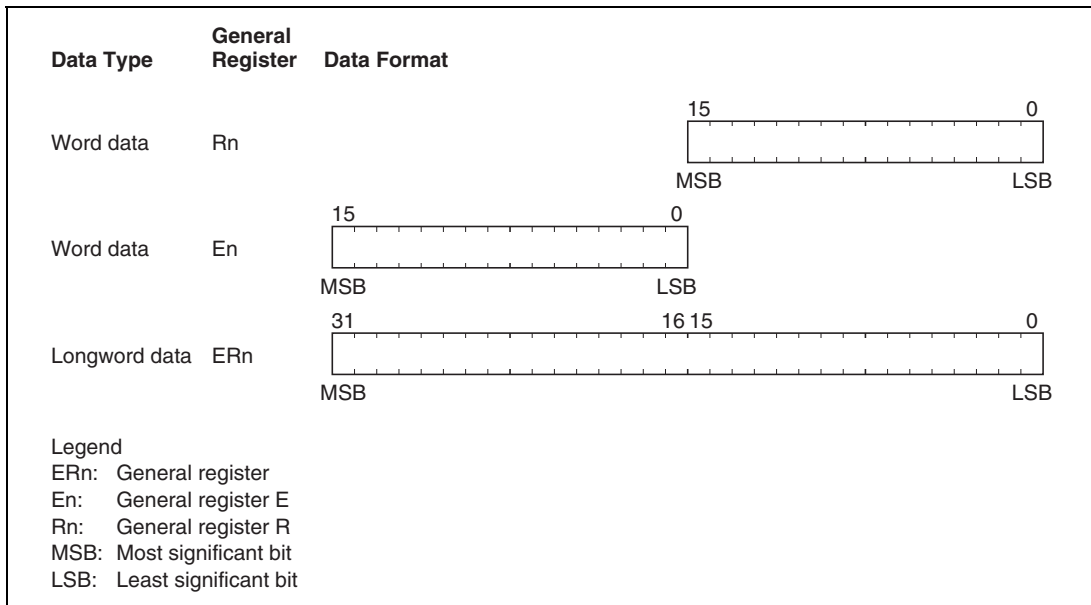 Data Type General Register Data Format
15 0
Word data Rn
MSB LSB
15 0
Word data En
MSB LSB
31 16 15 0
Longword data ERn
MSB LSB
Legend
ERn: General register
En: General register E
Rn: General register R
MSB: Most significant bit
LSB: Least significant bit